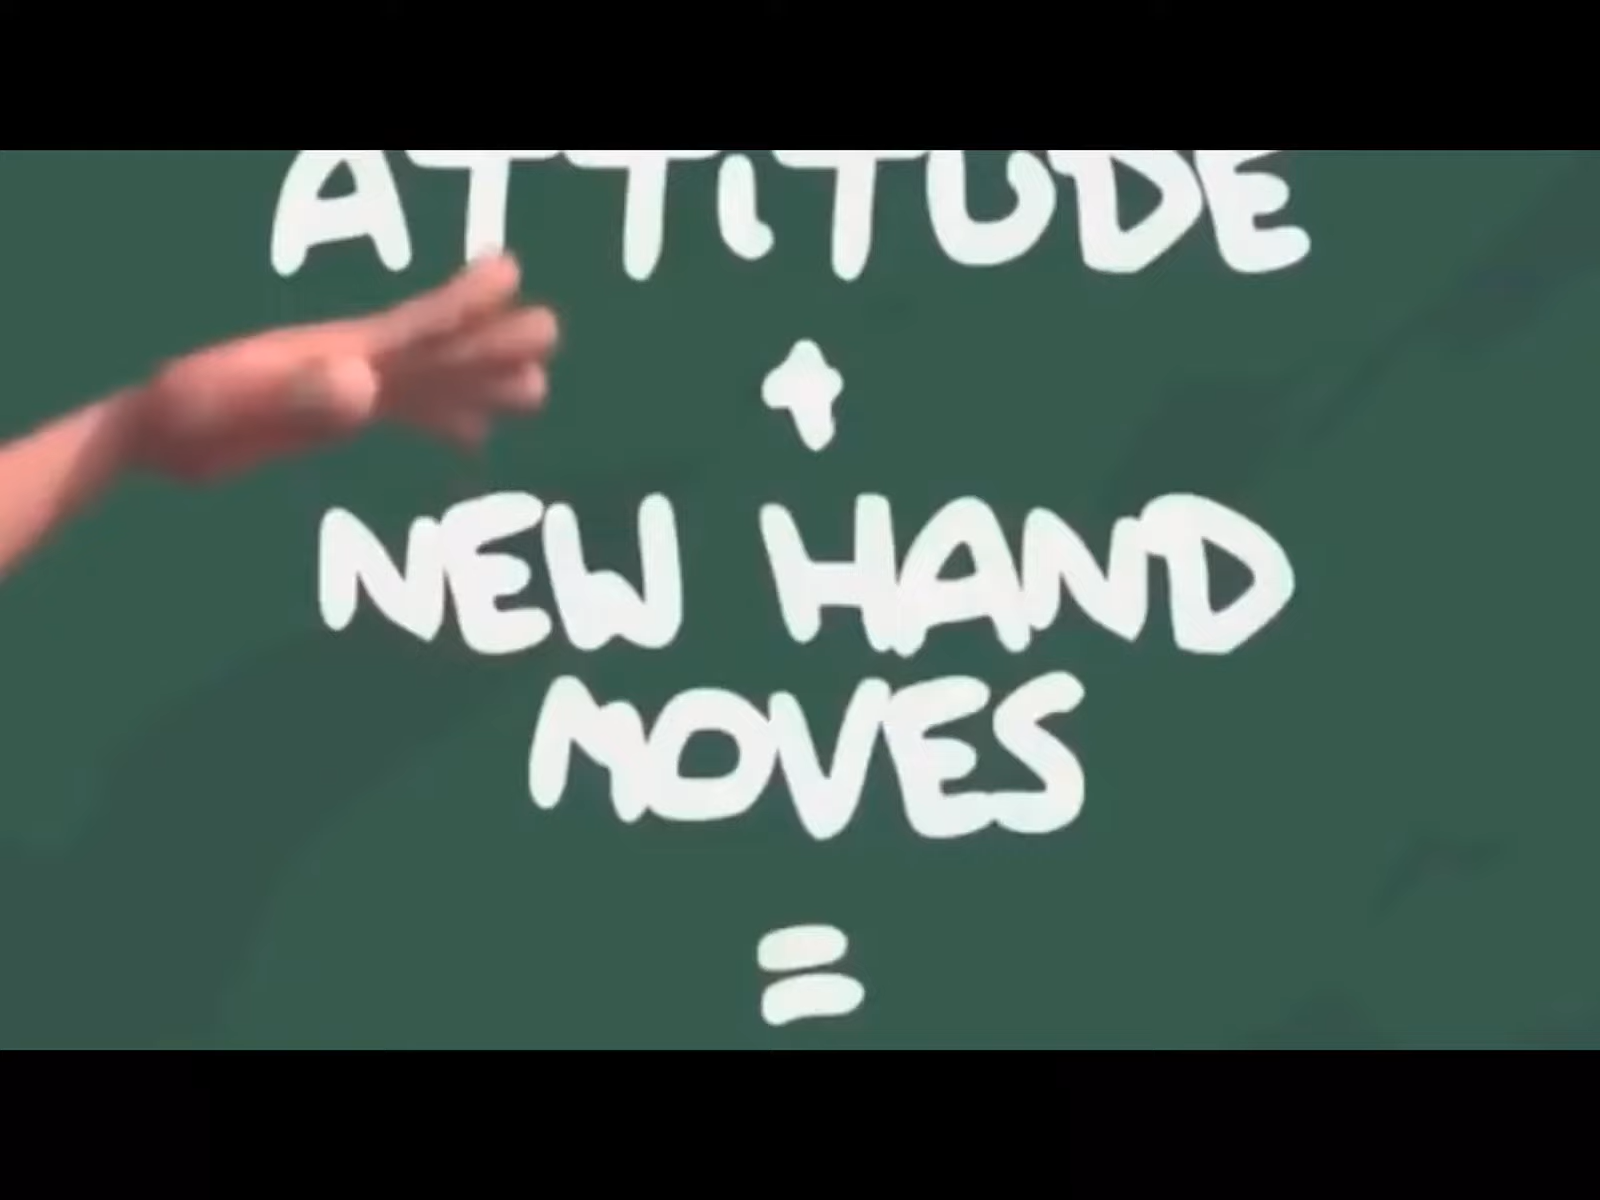 ATTiTUDE
+
NEW HAND
MOVES
=